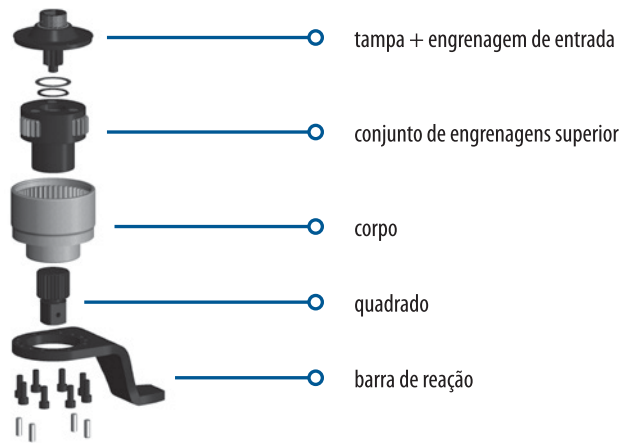 tampa + engrenagem de entrada
conjunto de engrenagens superior
corpo
quadrado
barra de reação